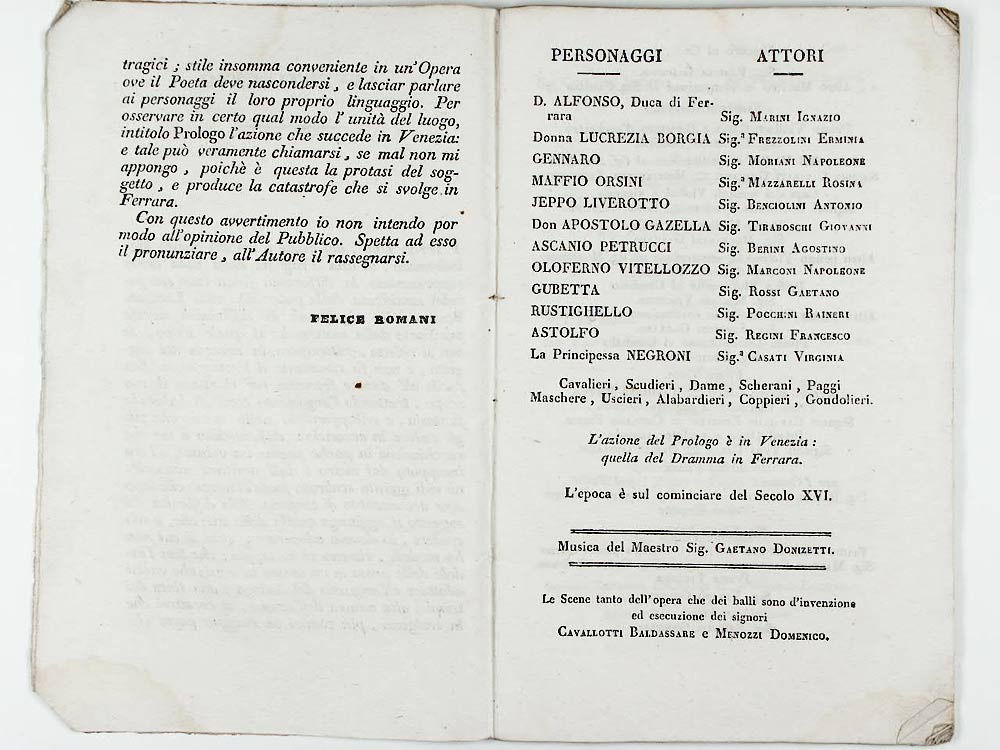 tragici; stile insomma conveniente in un'Opera
ove il Poeta deve nascondersi, e lasciar parlare
ai personaggi il loro proprio linguaggio. Per
osservare in certo qual modo l'unità del luogo,
intitolo Prologo l'azione che succede in Venezia:
e tale può veramente chiamarsi, se mal non mi
appongo, poichè è questa la protasi del sog-
getto, e produce la catastrofe che si svolge in
Ferrara.
Con questo avvertimento io non intendo por
modo all'opinione del Pubblico. Spetta ad esso
il pronunziare, all'Autore il rassegnarsi.
FELICE ROMANI
PERSONAGGI ATTORI
D. ALFONSO, Duca di Fer-
rara Sig. Marini Ignazio
Donna LUCREZIA BORGIA Sig.ª Frezzolini Erminia
GENNARO Sig. Moriani Napoleone
MAFFIO ORSINI Sig.ª Mazzarelli Rosina
JEPPO LIVEROTTO Sig. Benciolini Antonio
Don APOSTOLO GAZELLA Sig. Tiraboschi Giovanni
ASCANIO PETRUCCI Sig. Berini Agostino
OLOFERNO VITELLOZZO Sig. Marconi Napoleone
GUBETTA Sig. Rossi Gaetano
RUSTIGHELLO Sig. Pocchini Raineri
ASTOLFO Sig. Regini Francesco
La Principessa NEGRONI Sig.ª Casati Virginia
Cavalieri, Scudieri, Dame, Scherani, Paggi
Maschere, Uscieri, Alabardieri, Coppieri, Gondolieri.
L'azione del Prologo è in Venezia:
quella del Dramma in Ferrara.
L'epoca è sul cominciare del Secolo XVI.
Musica del Maestro Sig. Gaetano Donizetti.
Le Scene tanto dell'opera che dei balli sono d'invenzione
ed esecuzione dei signori
Cavallotti Baldassare e Menozzi Domenico.